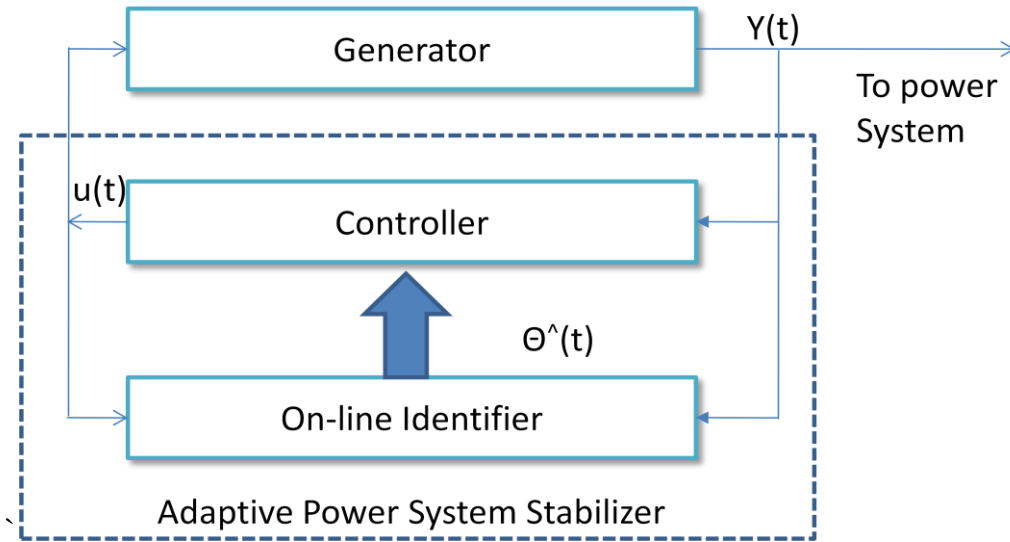 Generator
Y(t)
To power
System
u(t)
Controller
Θ^(t)
On-line Identifier
Adaptive Power System Stabilizer
`